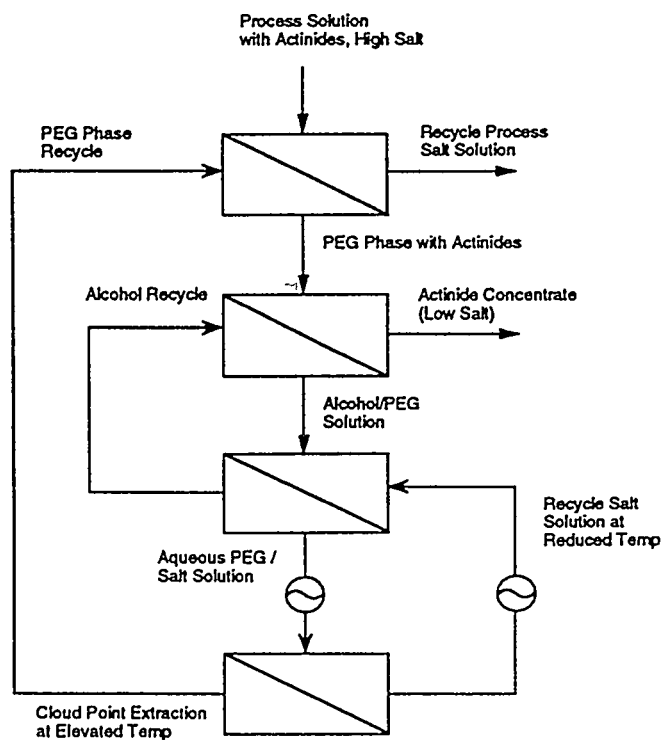 Process Solution
with Actinides, High Salt
PEG Phase
Recycle
Recycle Process
Salt Solution
PEG Phase with Actinides
Alcohol Recycle
Actinide Concentrate
(Low Salt)
Alcohol/PEG
Solution
Recycle Salt
Solution at
Reduced Temp
Aqueous PEG /
Salt Solution
Cloud Point Extraction
at Elevated Temp